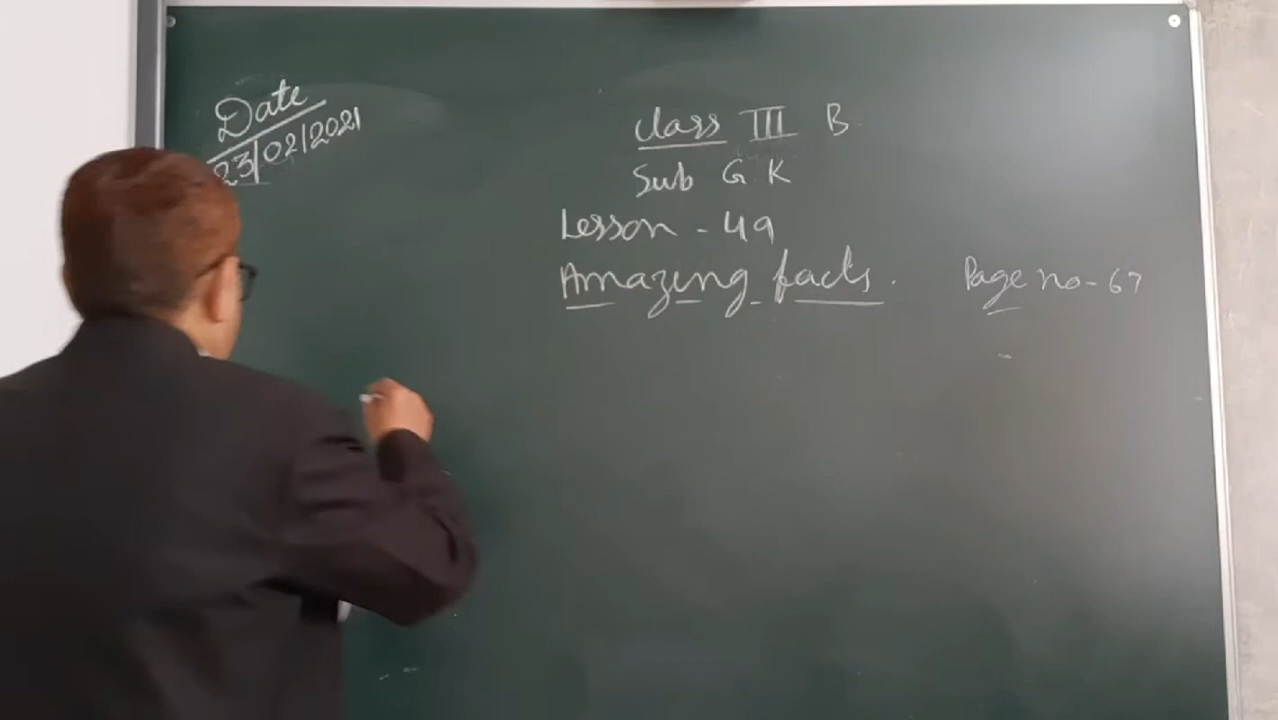 Date
23/02/2021
Class III B
Sub G K
Lesson - 49
Amazing facts. Page no - 67